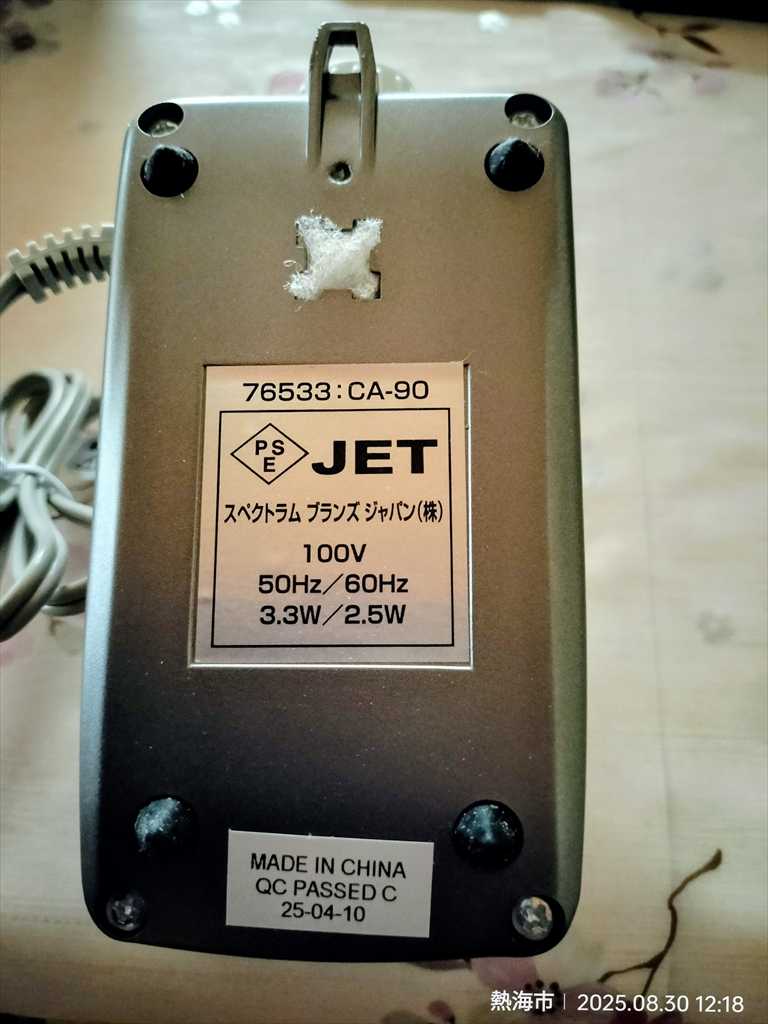 76533:CA-90
PS
E
JET
スペクトラム ブランズ ジャパン(株)
100V
50Hz/60Hz
3.3W/2.5W
MADE IN CHINA
QC PASSED C
25-04-10
熱海市 | 2025.08.30 12:18